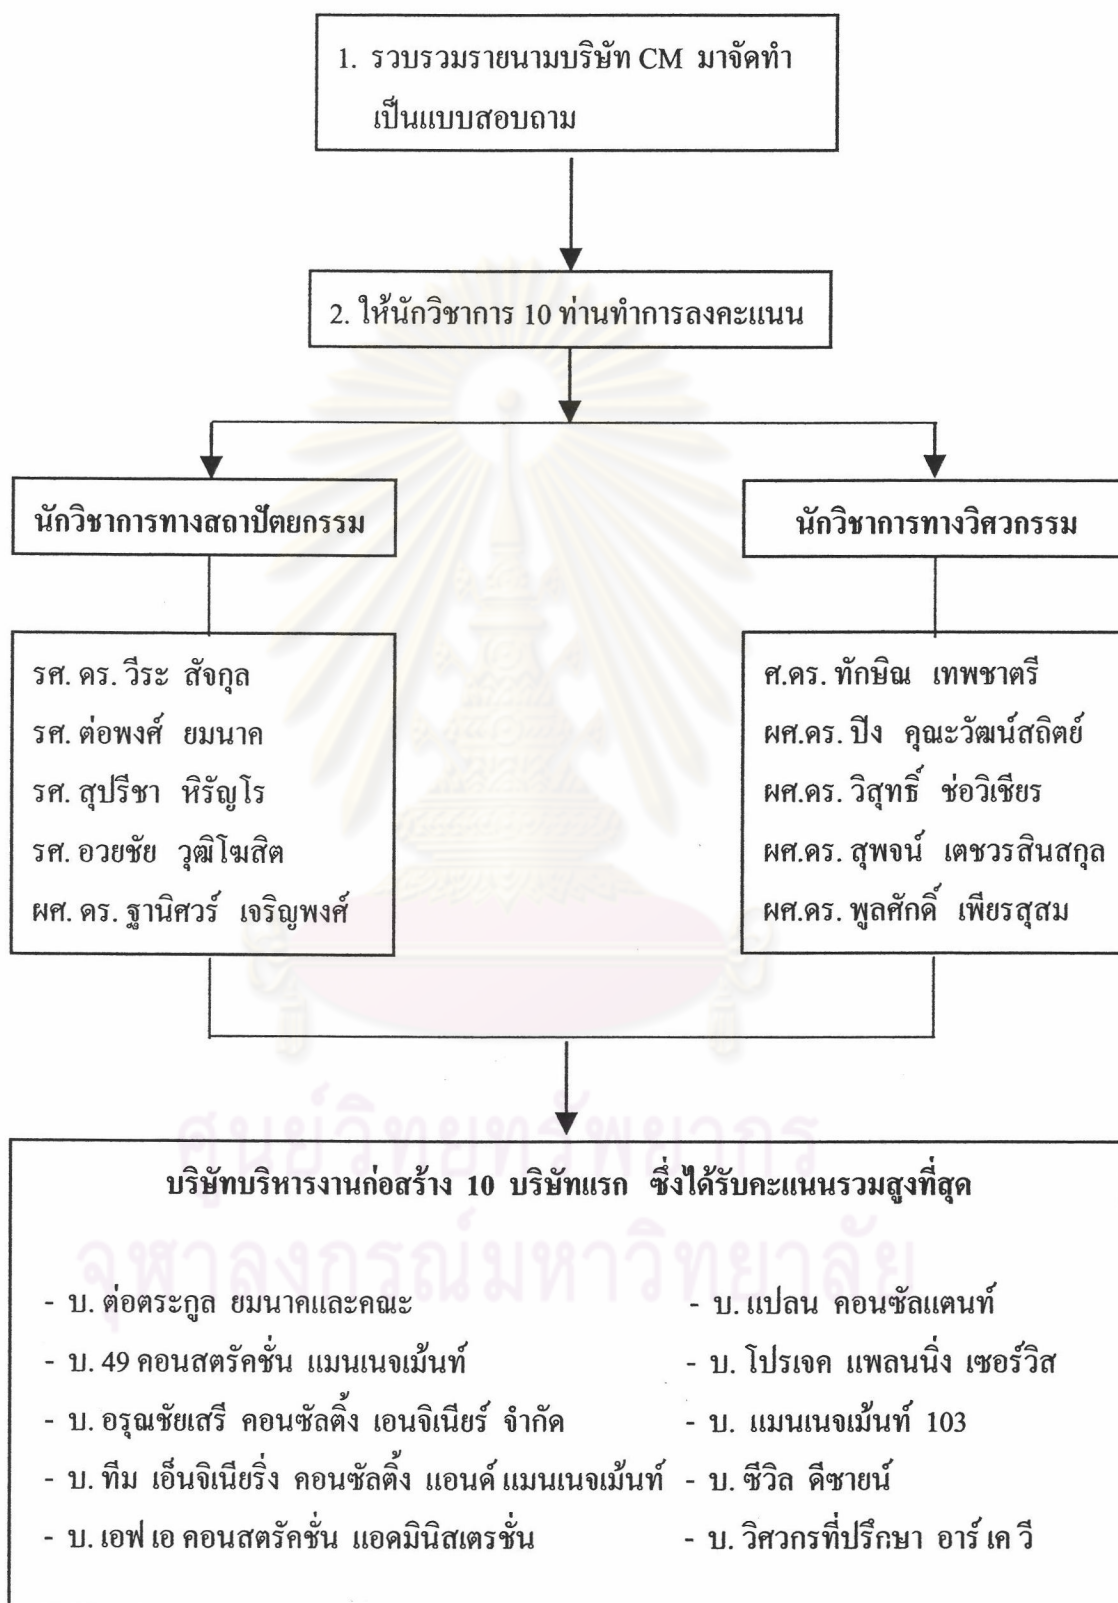 1. รวบรวมรายนามบริษัท CM มาจัดทำ
เป็นแบบสอบถาม
2. ให้นักวิชาการ 10 ท่านทำการลงคะแนน
นักวิชาการทางสถาปัตยกรรม
รศ. ดร. วีระ สัจกุล
รศ. ต่อพงศ์ ยมนาค
รศ. สุปรีชา หิรัญโร
รศ. อวยชัย วุฒิโฆสิต
ผศ. ดร. ฐานิศวร์ เจริญพงศ์
นักวิชาการทางวิศวกรรม
ศ.ดร. ทักษิณ เทพชาตรี
ผศ.ดร. ปิง คุณะวัฒน์สถิตย์
ผศ.ดร. วิสุทธิ์ ช่อวิเชียร
ผศ.ดร. สุพจน์ เตชวรสินสกุล
ผศ.ดร. พูลศักดิ์ เพียรสุสม
บริษัทบริหารงานก่อสร้าง 10 บริษัทแรก ซึ่งได้รับคะแนนรวมสูงที่สุด
- บ. ต่อตระกูล ยมนาคและคณะ
- บ. 49 คอนสตรัคชั่น แมนเนจเม้นท์
- บ. อรุณชัยเสรี คอนซัลติ้ง เอนจิเนียร์ จำกัด
- บ. ทีม เอ็นจิเนียริ่ง คอนซัลติ้ง แอนด์ แมนเนจเม้นท์
- บ. เอฟ เอ คอนสตรัคชั่น แอดมินิสเตรชั่น
- บ. แปลน คอนซัลแตนท์
- บ. โปรเจค แพลนนิ่ง เซอร์วิส
- บ. แมนเนจเม้นท์ 103
- บ. ซีวิล ดีซายน์
- บ. วิศวกรที่ปรึกษา อาร์ เค วี
ศูนย์วิทยทรัพยากร
จุฬาลงกรณ์มหาวิทยาลัย